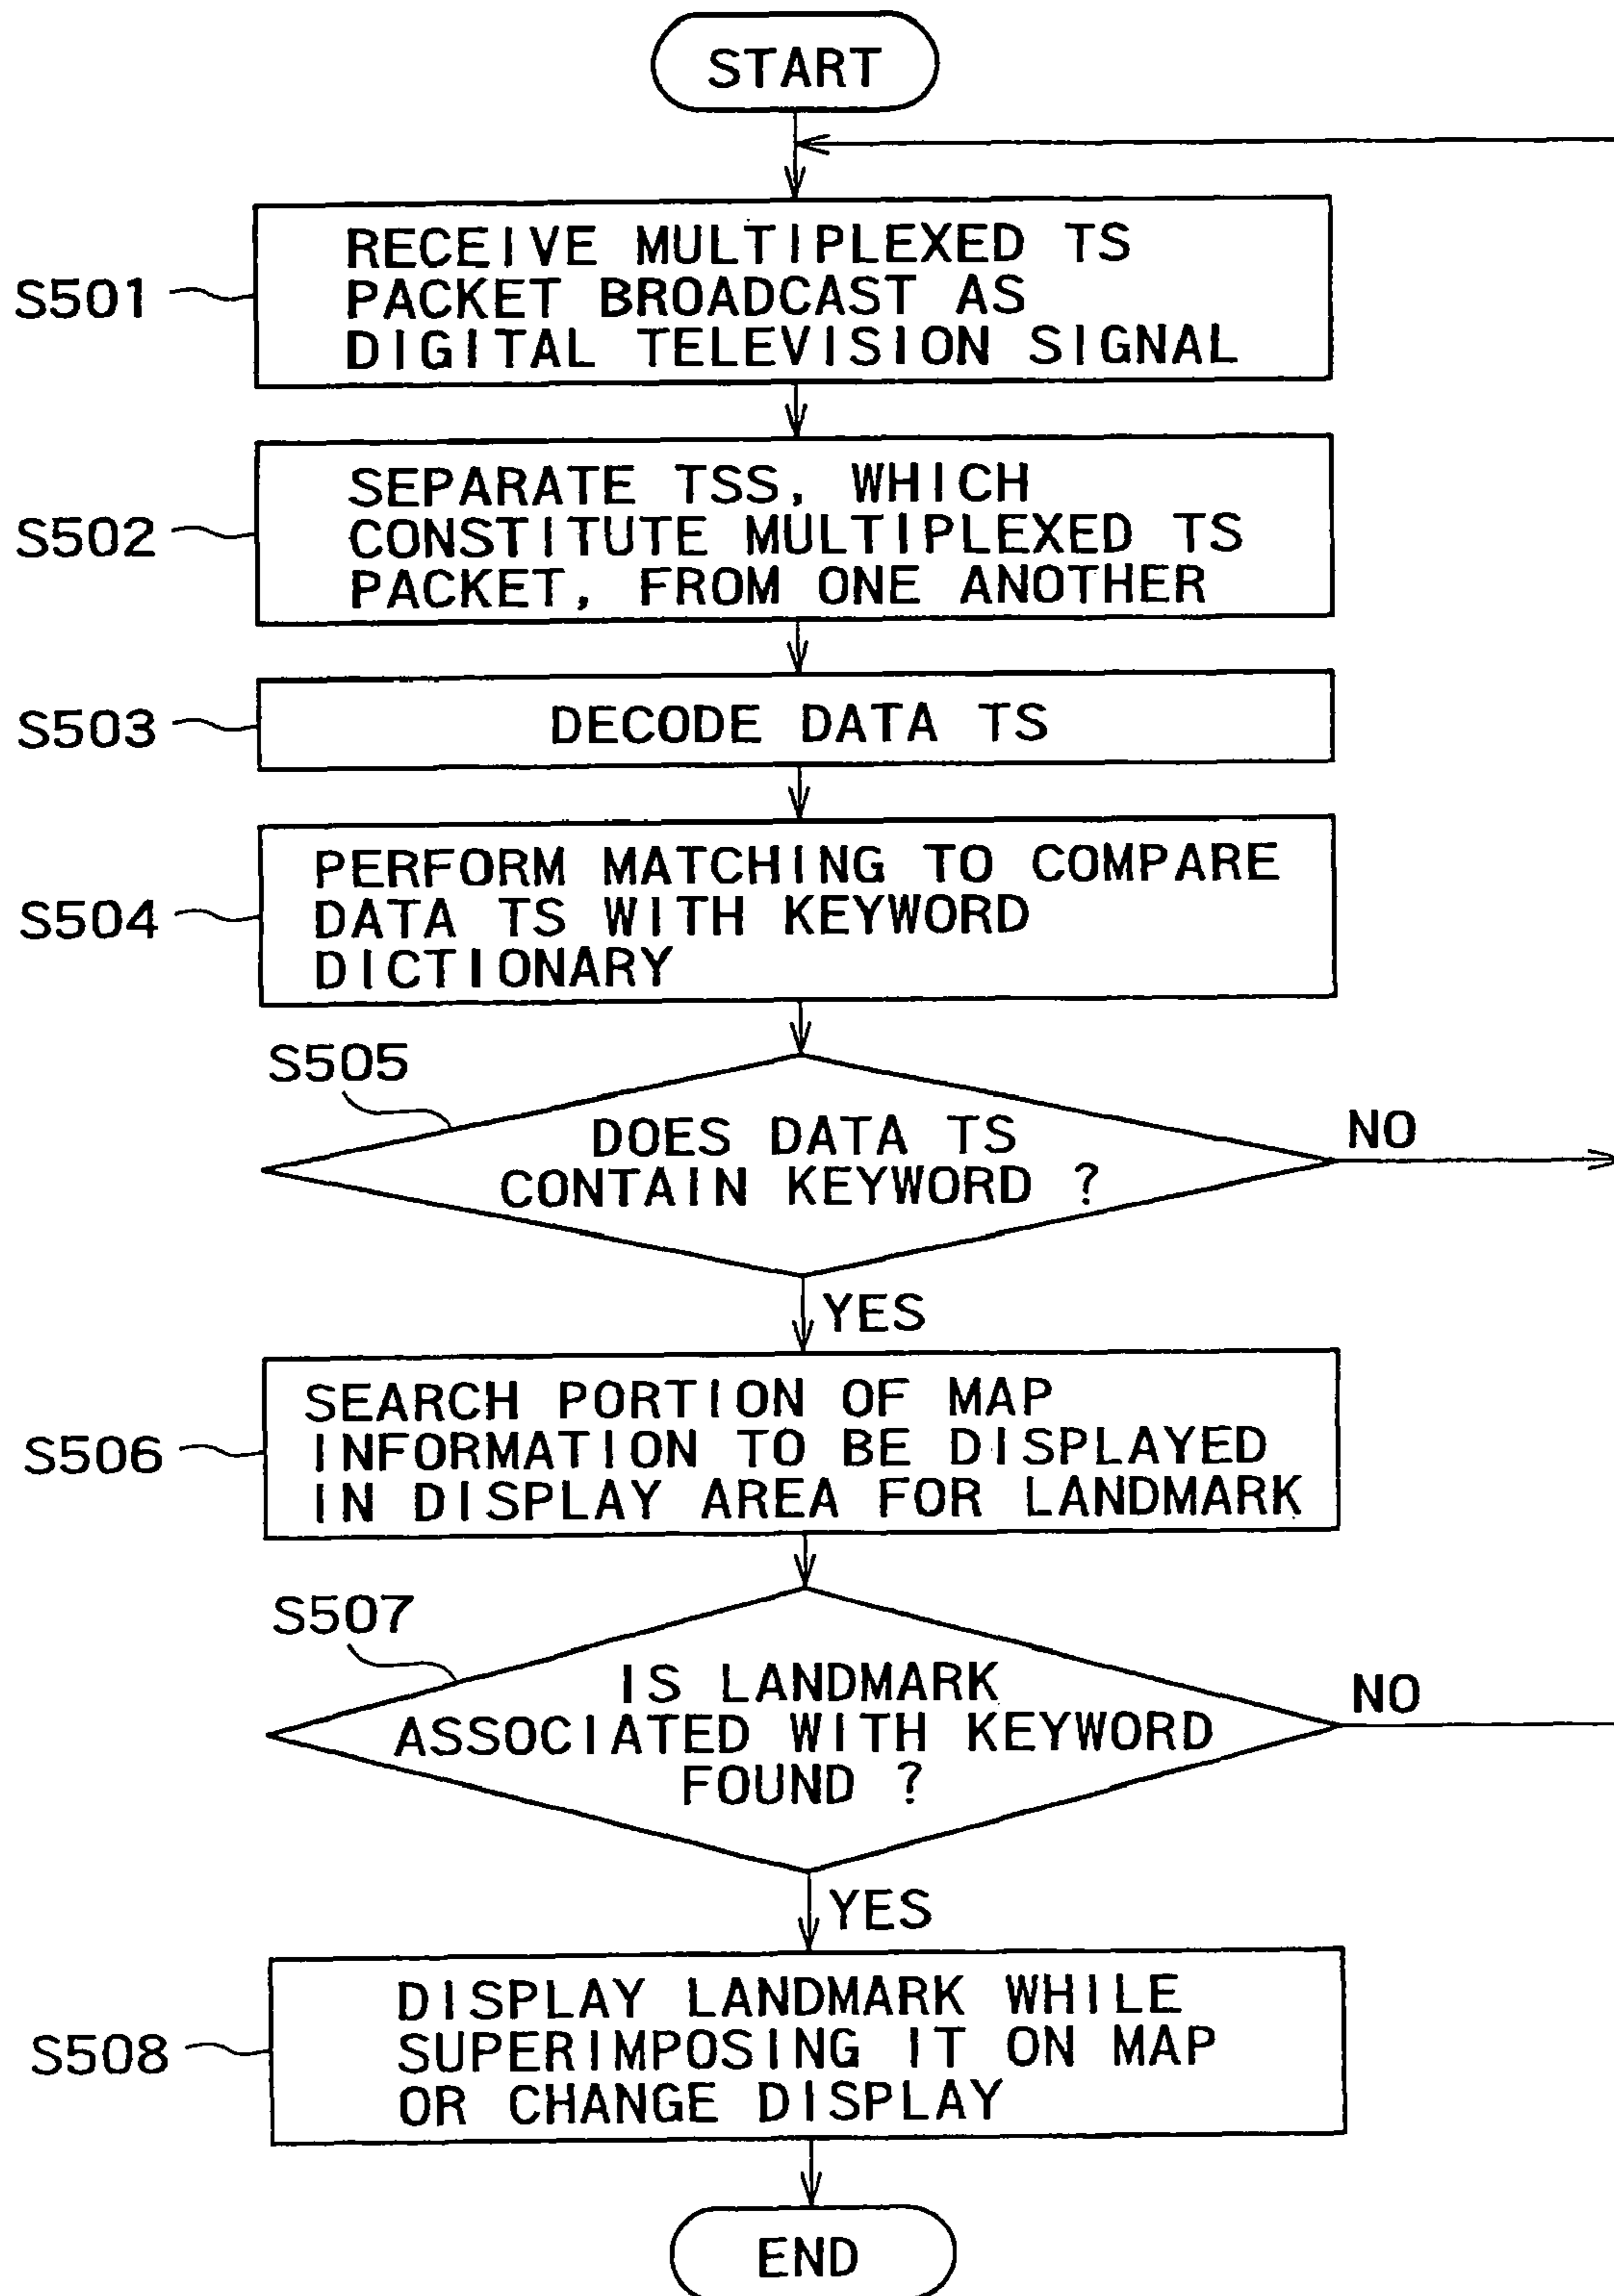 START
S501
RECEIVE MULTIPLEXED TS
PACKET BROADCAST AS
DIGITAL TELEVISION SIGNAL
S502
SEPARATE TSS, WHICH
CONSTITUTE MULTIPLEXED TS
PACKET, FROM ONE ANOTHER
S503
DECODE DATA TS
S504
PERFORM MATCHING TO COMPARE
DATA TS WITH KEYWORD
DICTIONARY
S505
DOES DATA TS
CONTAIN KEYWORD ?
NO
YES
S506
SEARCH PORTION OF MAP
INFORMATION TO BE DISPLAYED
IN DISPLAY AREA FOR LANDMARK
S507
IS LANDMARK
ASSOCIATED WITH KEYWORD
FOUND ?
NO
YES
S508
DISPLAY LANDMARK WHILE
SUPERIMPOSING IT ON MAP
OR CHANGE DISPLAY
END